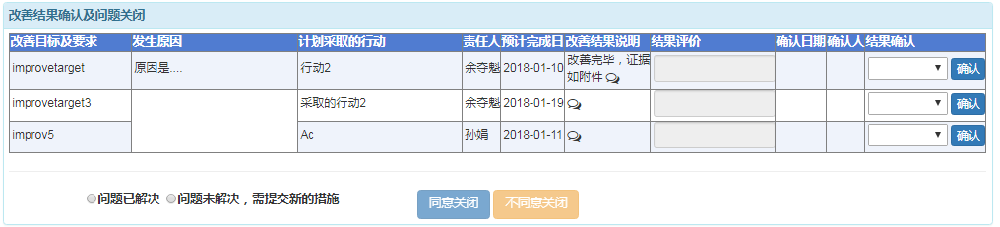 改善结果确认及问题关闭
改善目标及要求 发生原因 计划采取的行动 责任人 预计完成日 改善结果说明 结果评价 确认日期 确认人 结果确认
improvetarget 原因是.... 行动2 余夺魁 2018-01-10 改善完毕，证据如附件 确认
improvetarget3 采取的行动2 余夺魁 2018-01-19 确认
improv5 Ac 孙娟 2018-01-11 确认
问题已解决 问题未解决，需提交新的措施 同意关闭 不同意关闭